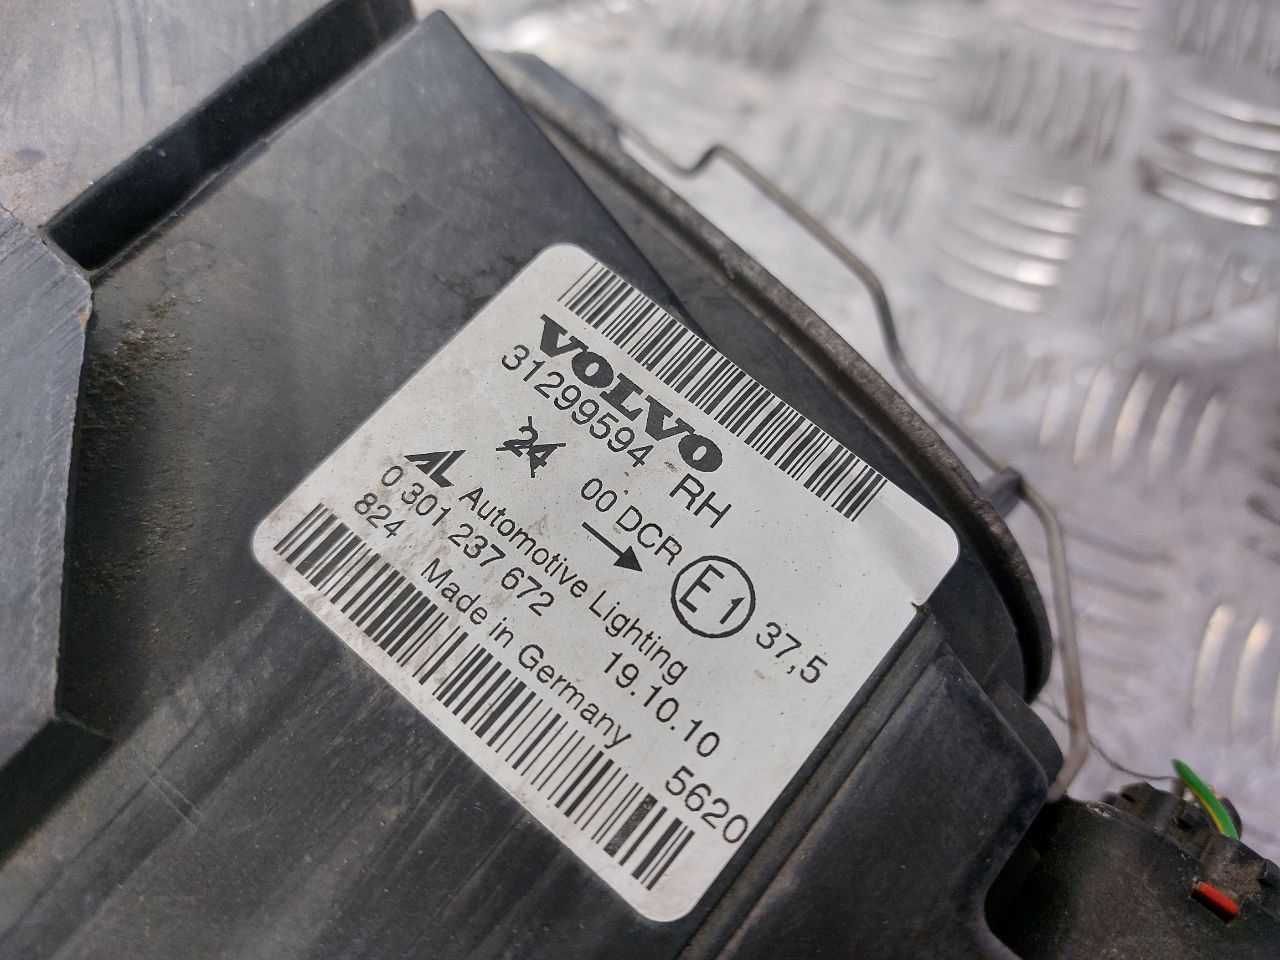 VOLVO
31299594 RH
24 00 DCR E1 37,5
AL Automotive Lighting
0 301 237 672 19.10.10
824 Made in Germany 5620